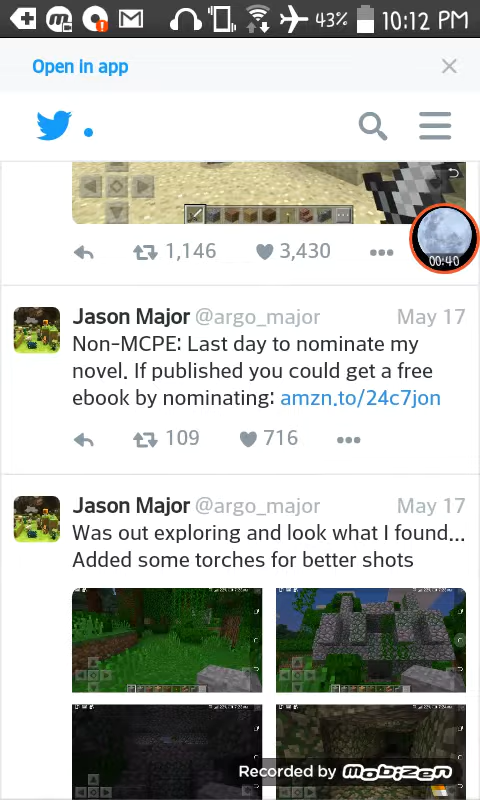 43% 10:12 PM
Open in app
1,146 3,430
00:40
Jason Major @argo_major May 17
Non-MCPE: Last day to nominate my
novel. If published you could get a free
ebook by nominating: amzn.to/24c7jon
109 716
Jason Major @argo_major May 17
Was out exploring and look what I found...
Added some torches for better shots
Recorded by Mobizen